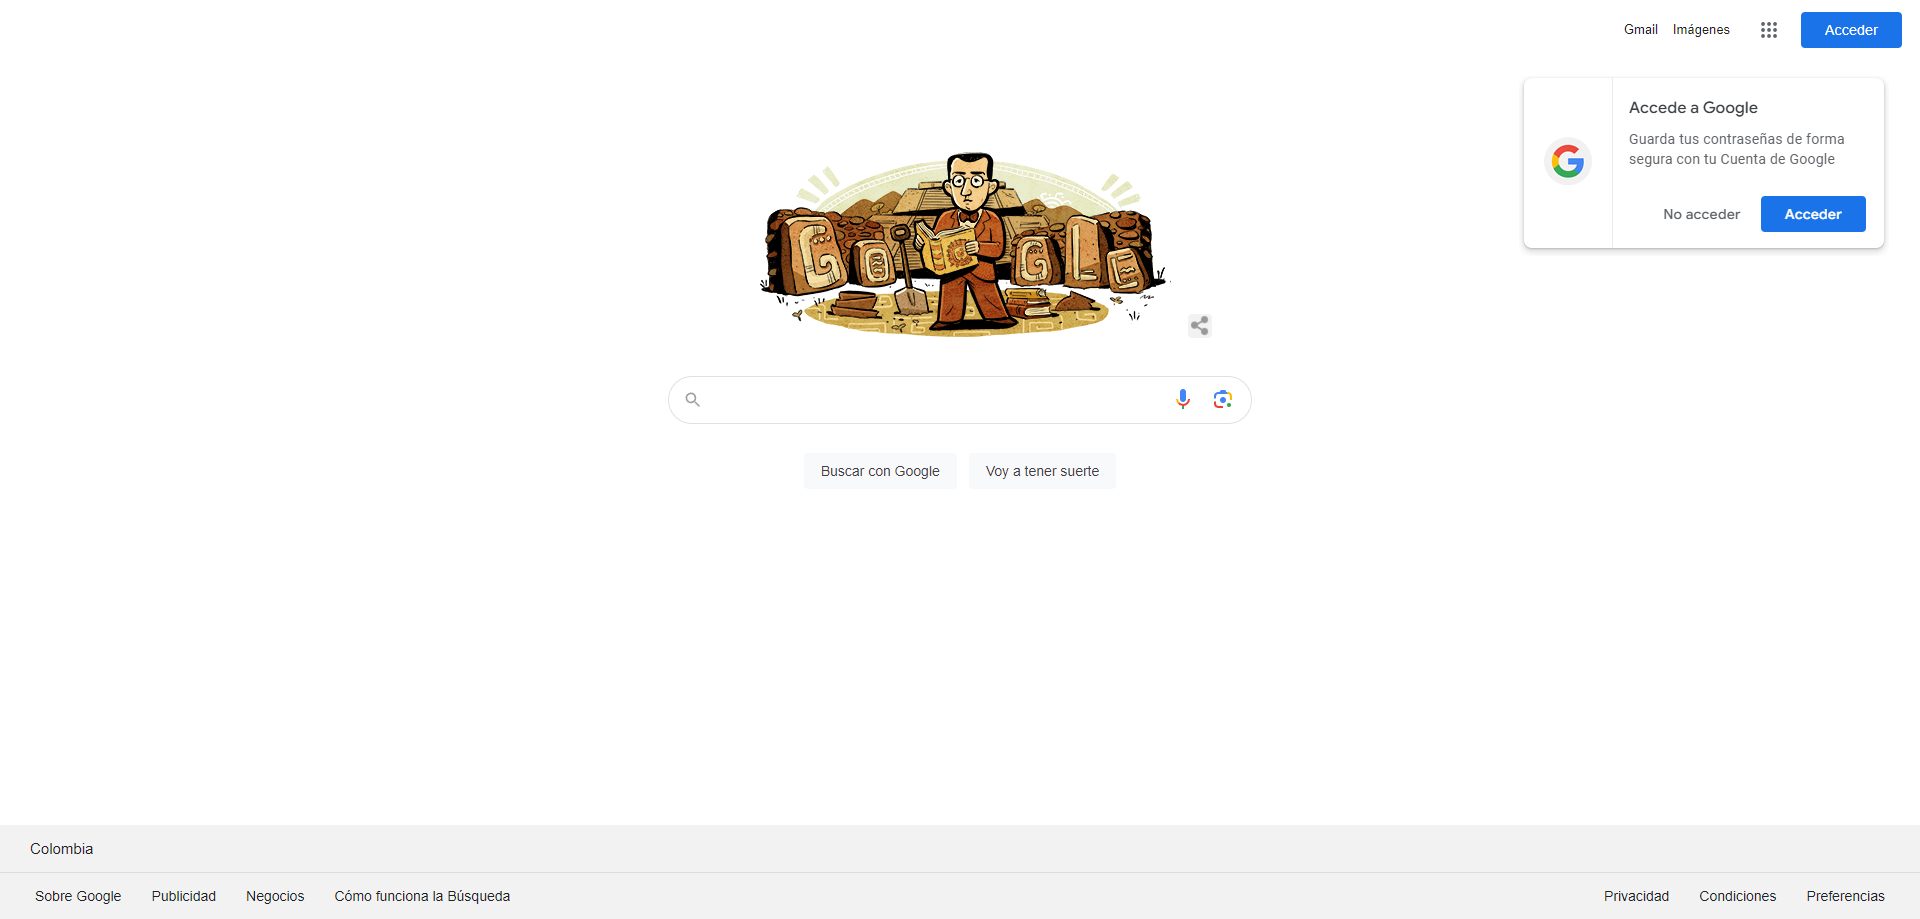 Gmail Imágenes Acceder
Accede a Google
Guarda tus contraseñas de forma
segura con tu Cuenta de Google
No acceder Acceder
GOOGLE
Buscar con Google Voy a tener suerte
Colombia
Sobre Google Publicidad Negocios Cómo funciona la Búsqueda Privacidad Condiciones Preferencias